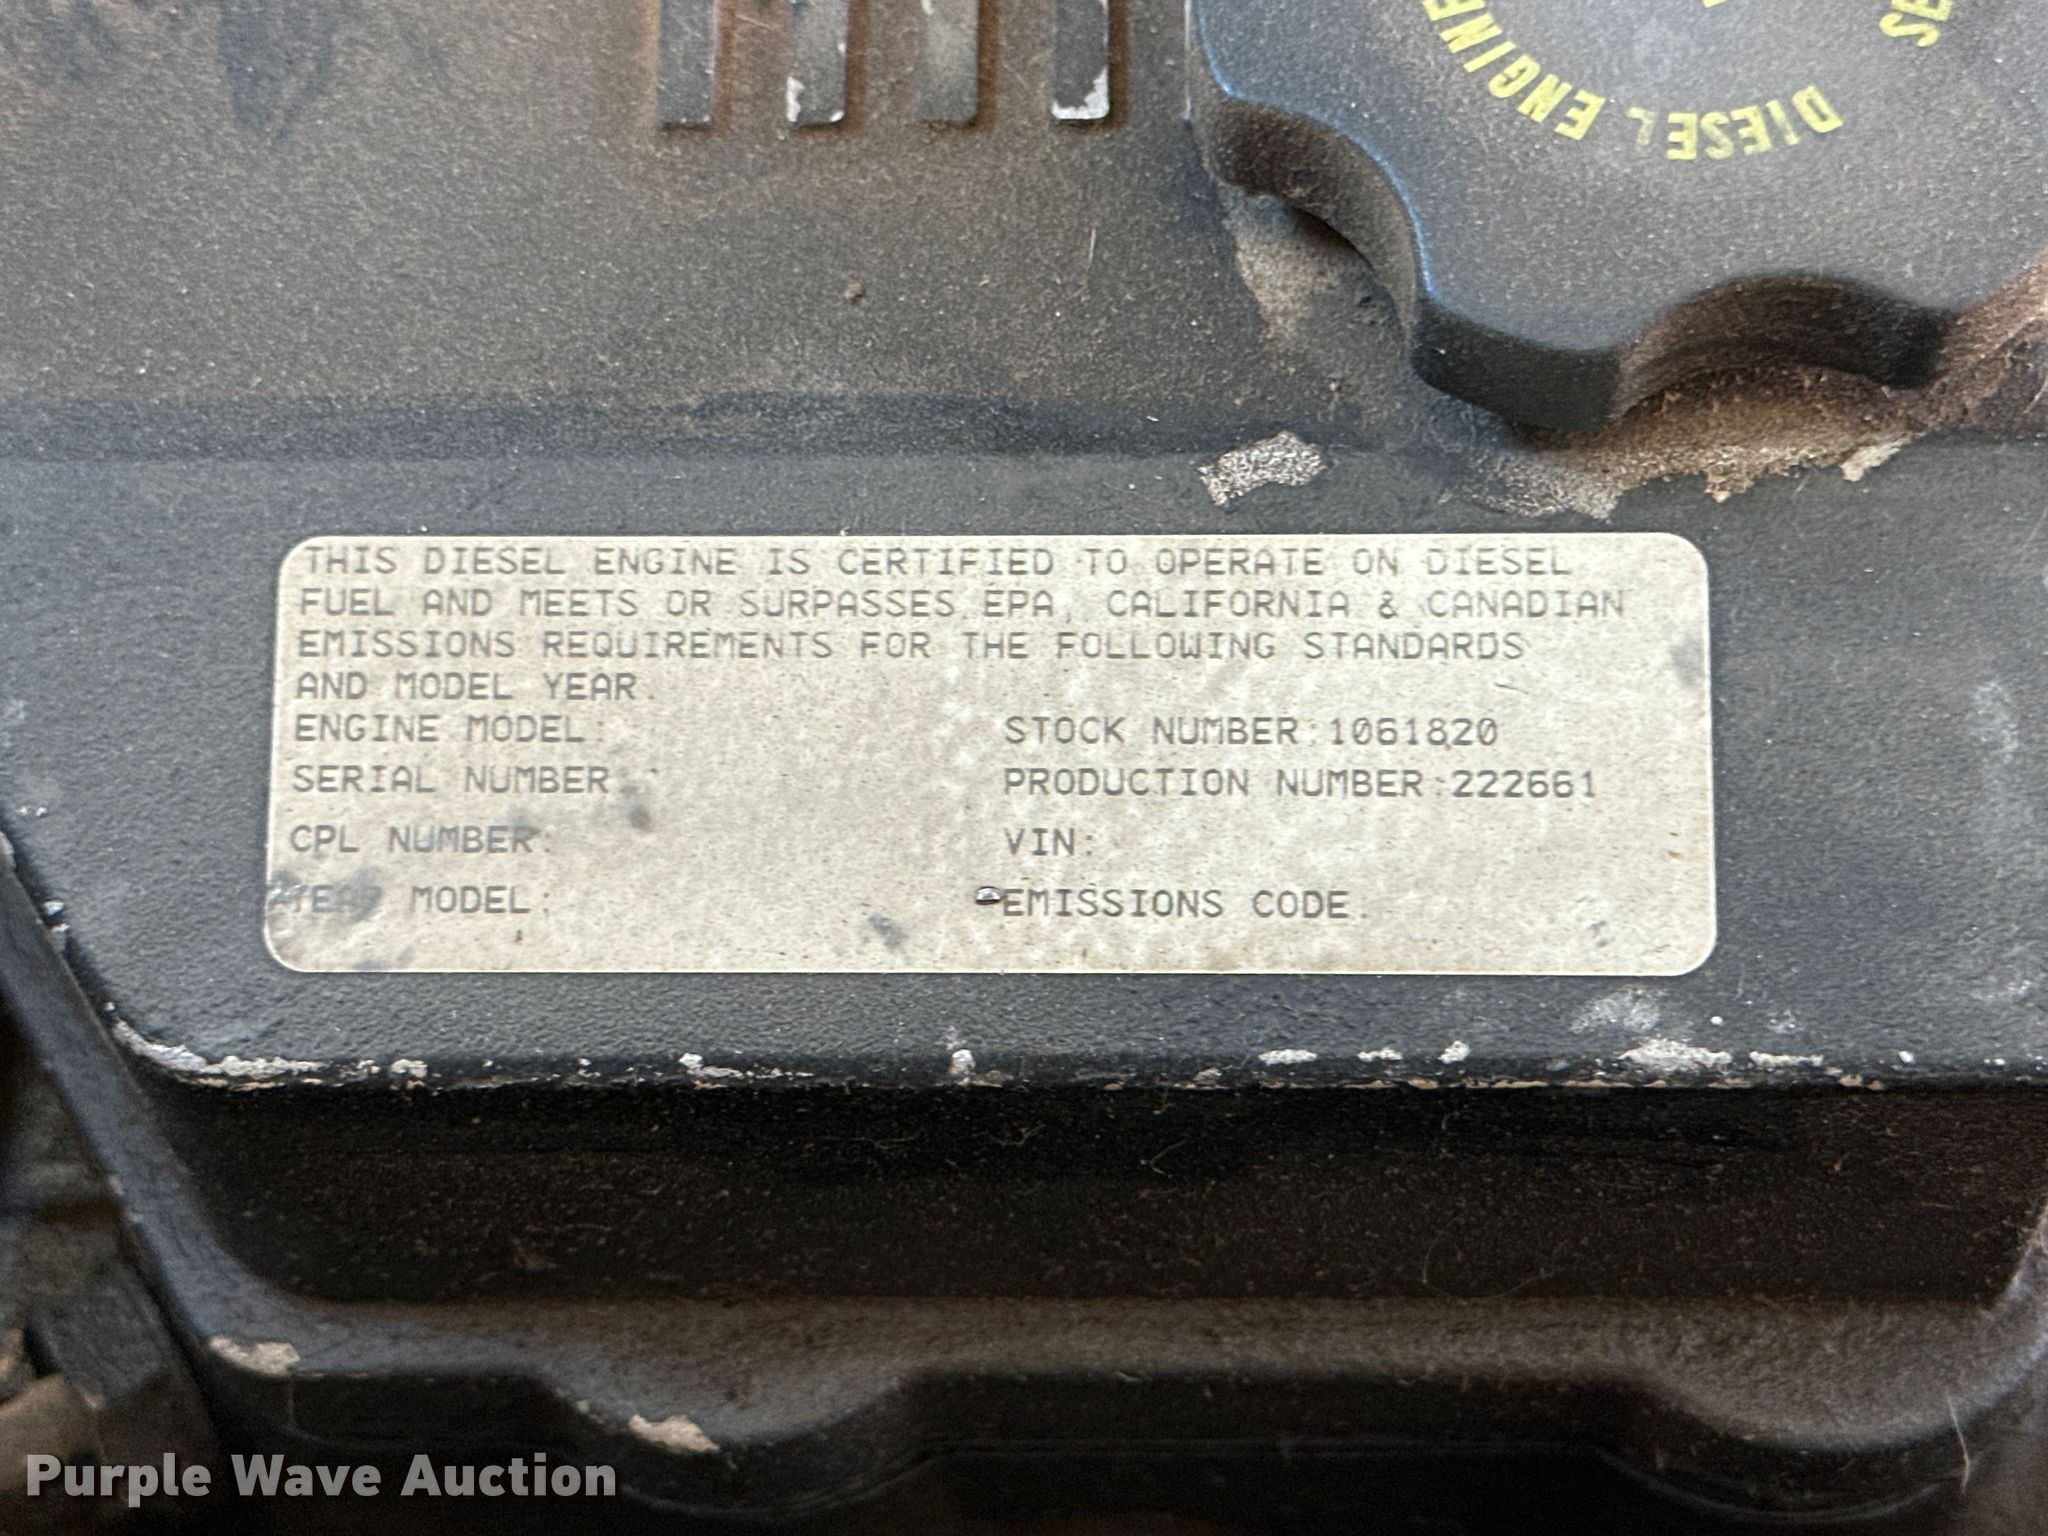 DIESEL ENGINE
THIS DIESEL ENGINE IS CERTIFIED TO OPERATE ON DIESEL
FUEL AND MEETS OR SURPASSES EPA, CALIFORNIA & CANADIAN
EMISSIONS REQUIREMENTS FOR THE FOLLOWING STANDARDS
AND MODEL YEAR.
ENGINE MODEL: STOCK NUMBER:1061820
SERIAL NUMBER: PRODUCTION NUMBER:222661
CPL NUMBER: VIN:
YEAR MODEL: EMISSIONS CODE:
Purple Wave Auction